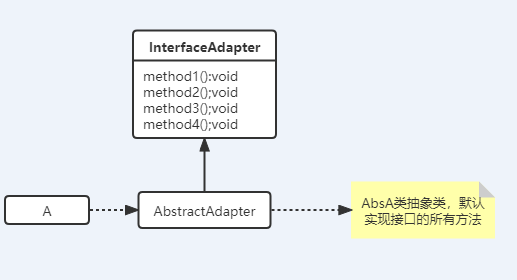 InterfaceAdapter
method1():void
method2();void
method3();void
method4();void
A
AbstractAdapter
AbsA类抽象类，默认
实现接口的所有方法